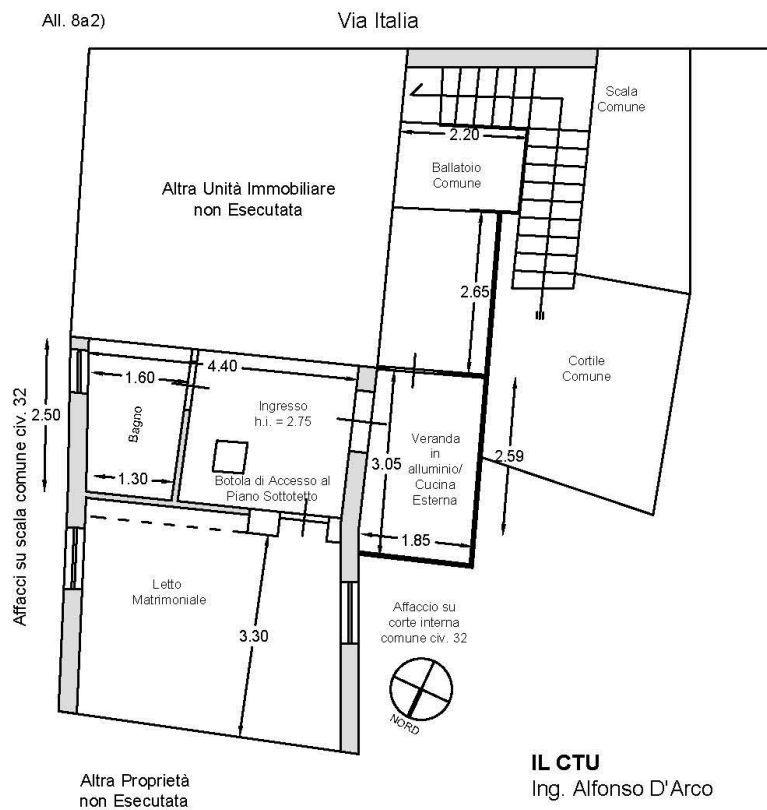 All. 8a2)
Via Italia
Scala
Comune
2.20
Ballatoio
Comune
Altra Unità Immobiliare
non Esecutata
2.65
Cortile
Comune
4.40
1.60
Ingresso
h.i. = 2.75
Bagno
2.50
Affacci su scala comune civ. 32
Veranda
in
alluminio/
Cucina
Esterna
3.05
2.59
1.30
Botola di Accesso al
Piano Sottotetto
1.85
Letto
Matrimoniale
3.30
Affaccio su
corte interna
comune civ. 32
NORD
Altra Proprietà
non Esecutata
IL CTU
Ing. Alfonso D'Arco